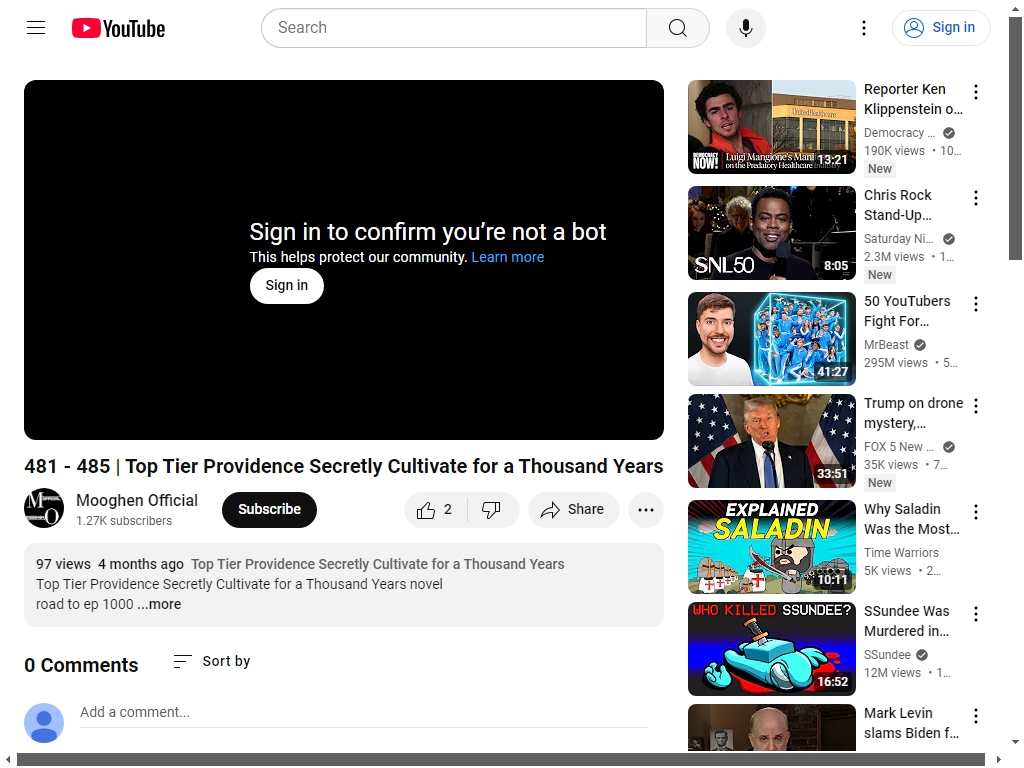 YouTube
Search
Sign in
Sign in to confirm you’re not a bot
This helps protect our community. Learn more
Sign in
481 - 485 | Top Tier Providence Secretly Cultivate for a Thousand Years
Mooghen Official
1.27K subscribers
Subscribe
2
Share
97 views 4 months ago Top Tier Providence Secretly Cultivate for a Thousand Years
Top Tier Providence Secretly Cultivate for a Thousand Years novel
road to ep 1000 ...more
0 Comments
Sort by
Add a comment...
UnitedHealthcare
DEMOCRACY NOW!
Luigi Mangione's Mani
on the Predatory Healthcare Industry
13:21
Reporter Ken
Klippenstein o...
Democracy ...
190K views • 10...
New
SNL50
8:05
Chris Rock
Stand-Up...
Saturday Ni...
2.3M views • 1...
New
41:27
50 YouTubers
Fight For...
MrBeast
295M views • 5...
33:51
Trump on drone
mystery,...
FOX 5 New ...
35K views • 7...
New
EXPLAINED
SALADIN
10:11
Why Saladin
Was the Most...
Time Warriors
5K views • 2...
WHO KILLED SSUNDEE?
16:52
SSundee Was
Murdered in...
SSundee
12M views • 1...
Mark Levin
slams Biden f...